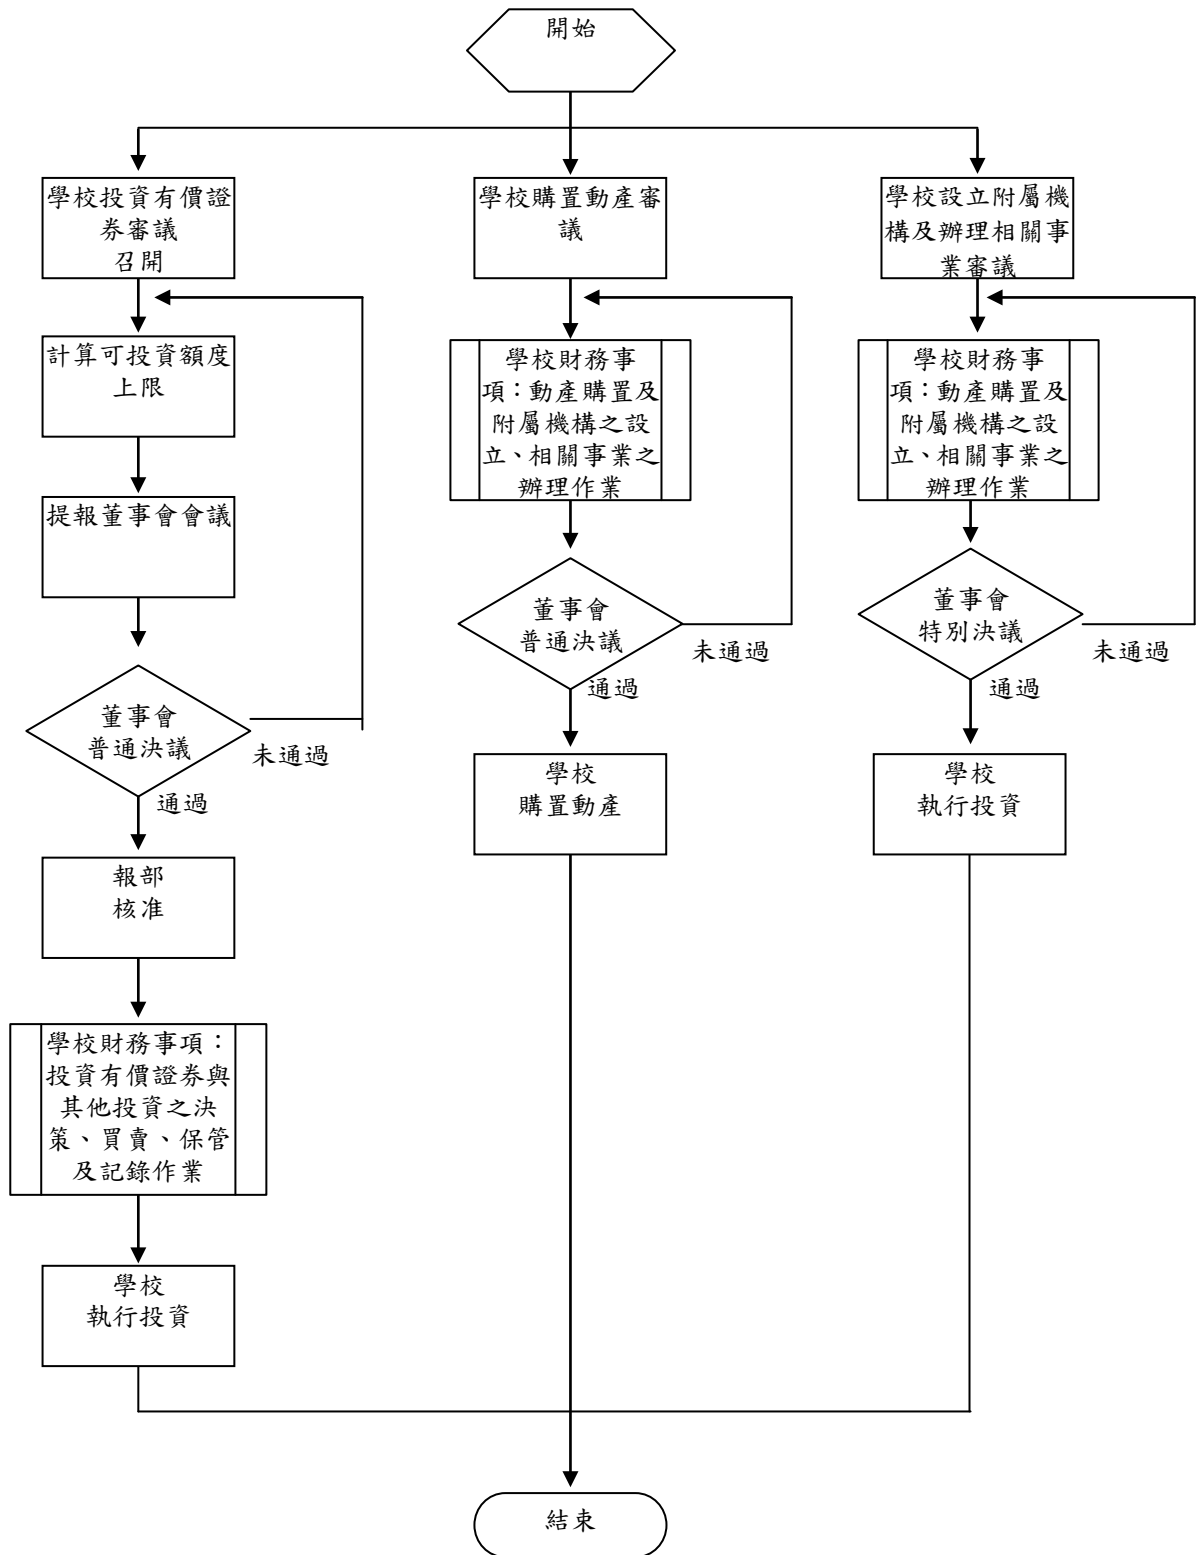 開始
學校投資有價證
券審議
召開
計算可投資額度
上限
提報董事會會議
董事會
普通決議
未通過
通過
報部
核准
學校財務事項：
投資有價證券與
其他投資之決
策、買賣、保管
及記錄作業
學校
執行投資
學校購置動產審
議
學校財務事
項：動產購置及
附屬機構之設
立、相關事業之
辦理作業
董事會
普通決議
未通過
通過
學校
購置動產
學校設立附屬機
構及辦理相關事
業審議
學校財務事
項：動產購置及
附屬機構之設
立、相關事業之
辦理作業
董事會
特別決議
未通過
通過
學校
執行投資
結束